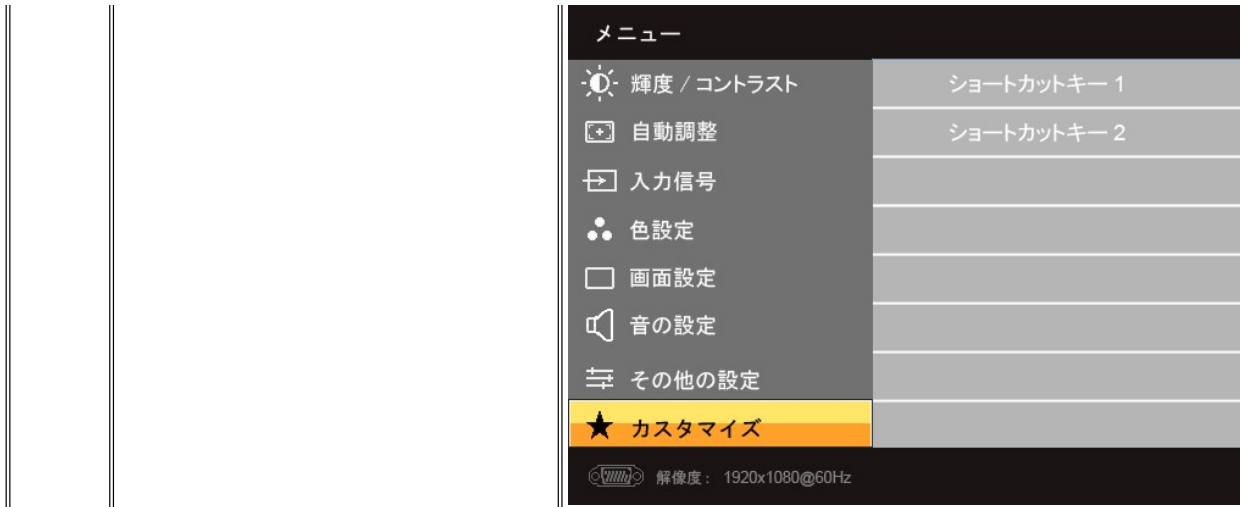 メニュー
輝度 / コントラスト
ショートカットキー 1
自動調整
ショートカットキー 2
入力信号
色設定
画面設定
音の設定
その他の設定
カスタマイズ
解像度： 1920x1080@60Hz